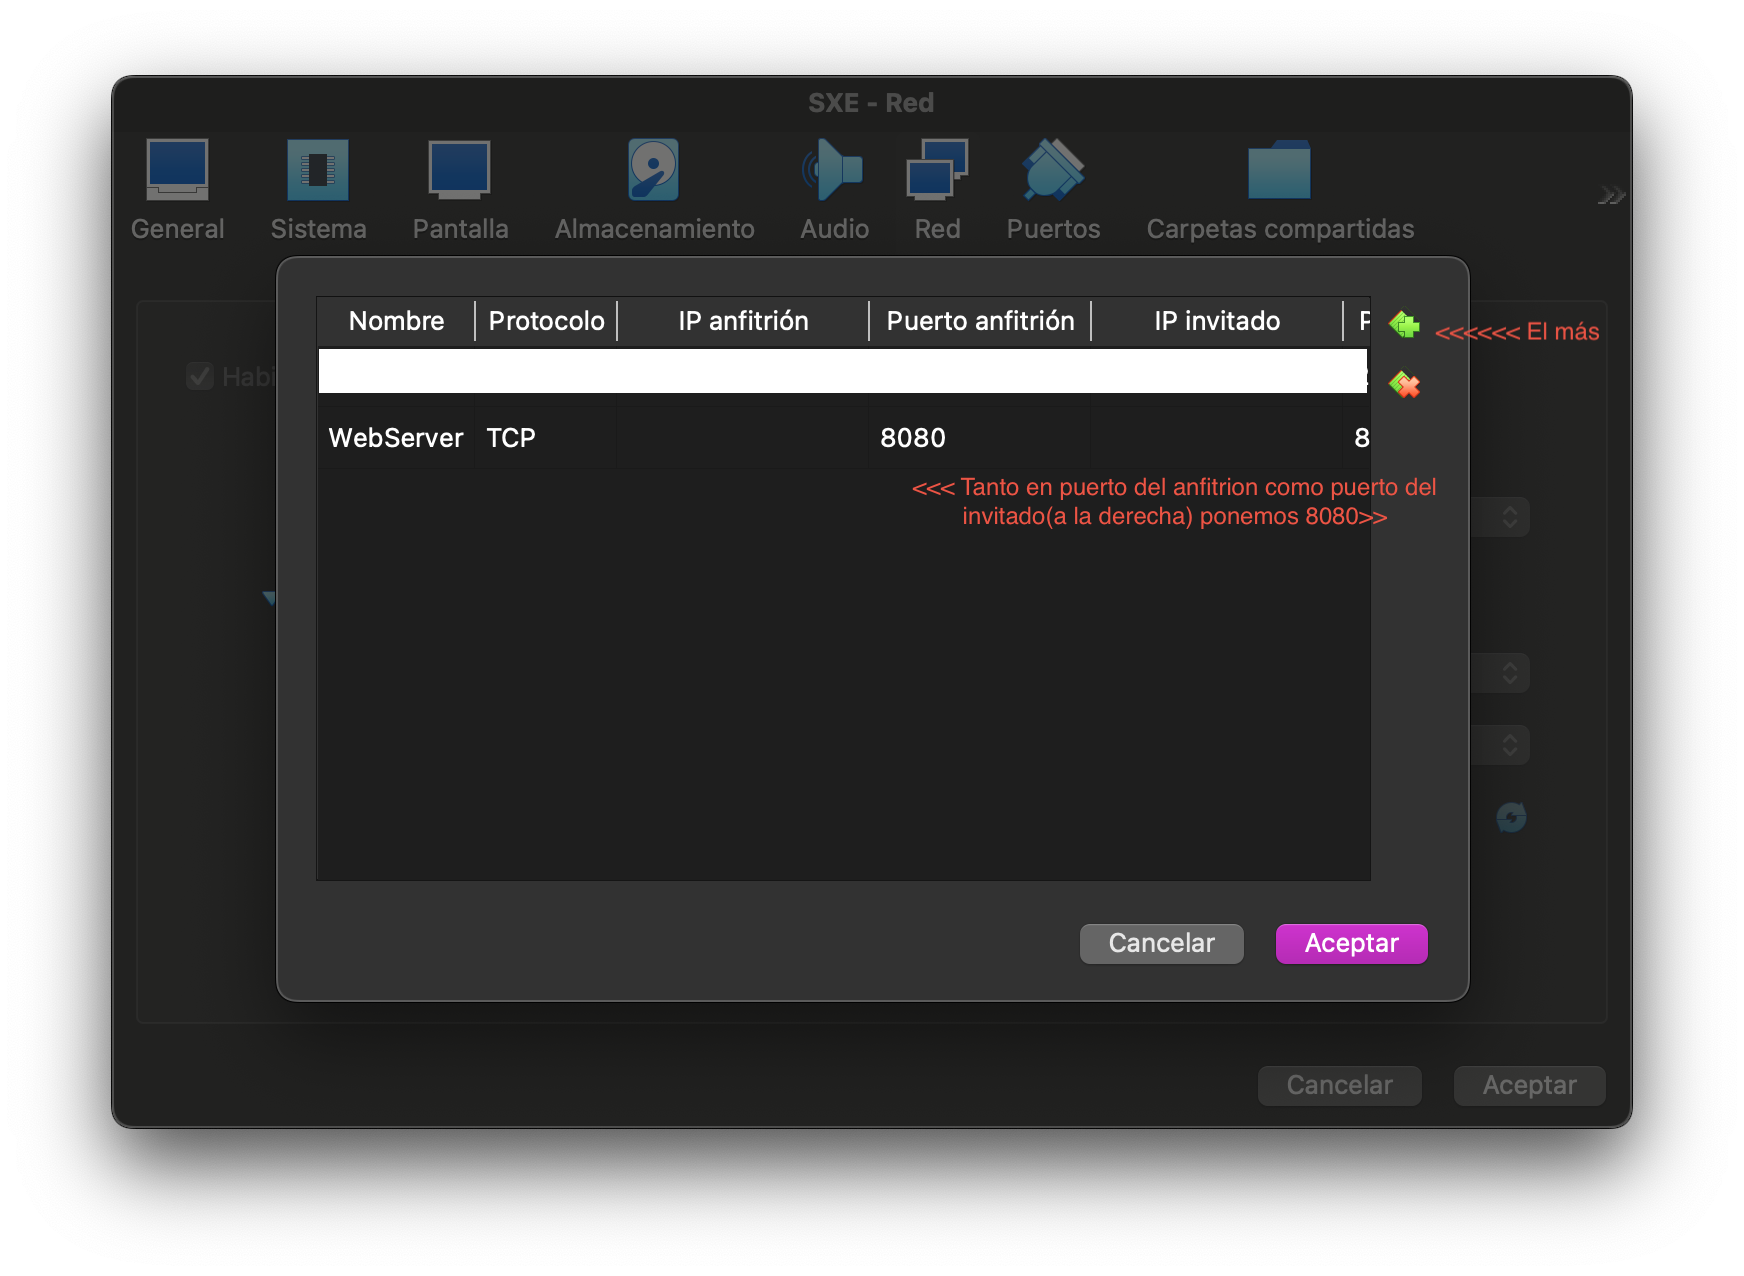 SXE - Red
General Sistema Pantalla Almacenamiento Audio Red Puertos Carpetas compartidas
Nombre Protocolo IP anfitrión Puerto anfitrión IP invitado P
<<<<<< El más
Habi
WebServer TCP 8080 8
<<< Tanto en puerto del anfitrion como puerto del
invitado(a la derecha) ponemos 8080>>
Cancelar Aceptar
Cancelar Aceptar